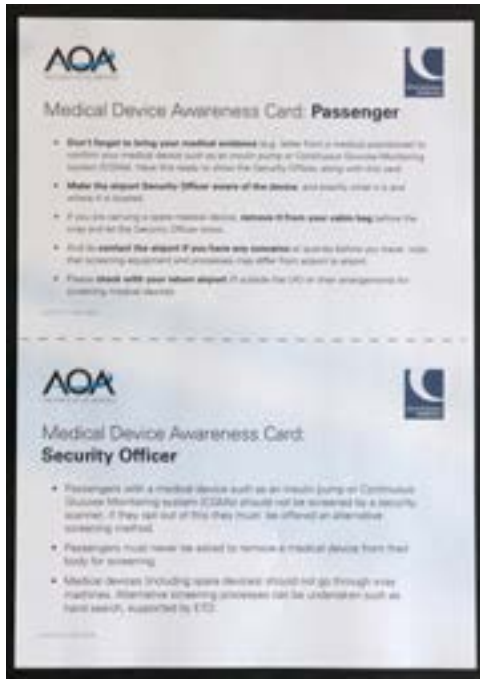 AOA
Medical Device Awareness Card: Passenger
• Don't forget to bring your medical evidence (e.g. letter from a medical practitioner) to
confirm your medical device such as an insulin pump or Continuous Glucose Monitoring
system (CGMs). Have this ready to show the Security Officer, along with this card.
• Make the airport Security Officer aware of the device, and exactly what it is and
where it is located.
• If you are carrying a spare medical device, remove it from your cabin bag before the
xray and let the Security Officer know.
• And do contact the airport if you have any concerns or queries before you travel. Note
that screening equipment and processes may differ from airport to airport.
• Please check with your return airport (if outside the UK) on their arrangements for
screening medical devices.
AOA
Medical Device Awareness Card:
Security Officer
• Passengers with a medical device such as an insulin pump or Continuous
Glucose Monitoring system (CGMs) should not be screened by a security
scanner, if they opt out of this they must be offered an alternative
screening method.
• Passengers must never be asked to remove a medical device from their
body for screening.
• Medical devices (including spare devices) should not go through xray
machines. Alternative screening processes can be undertaken such as
hand search, supported by ETD.